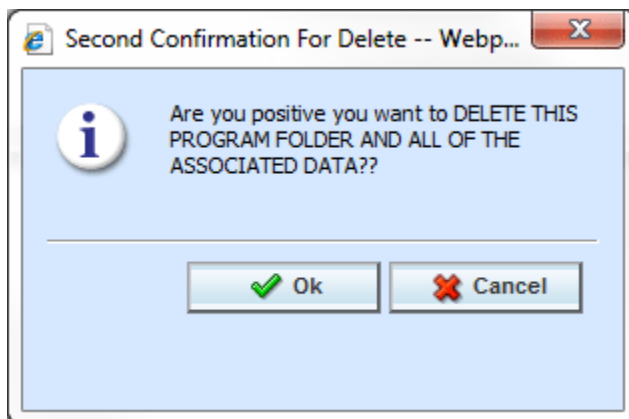 Second Confirmation For Delete -- Webp...
Are you positive you want to DELETE THIS
PROGRAM FOLDER AND ALL OF THE
ASSOCIATED DATA??
Ok
Cancel